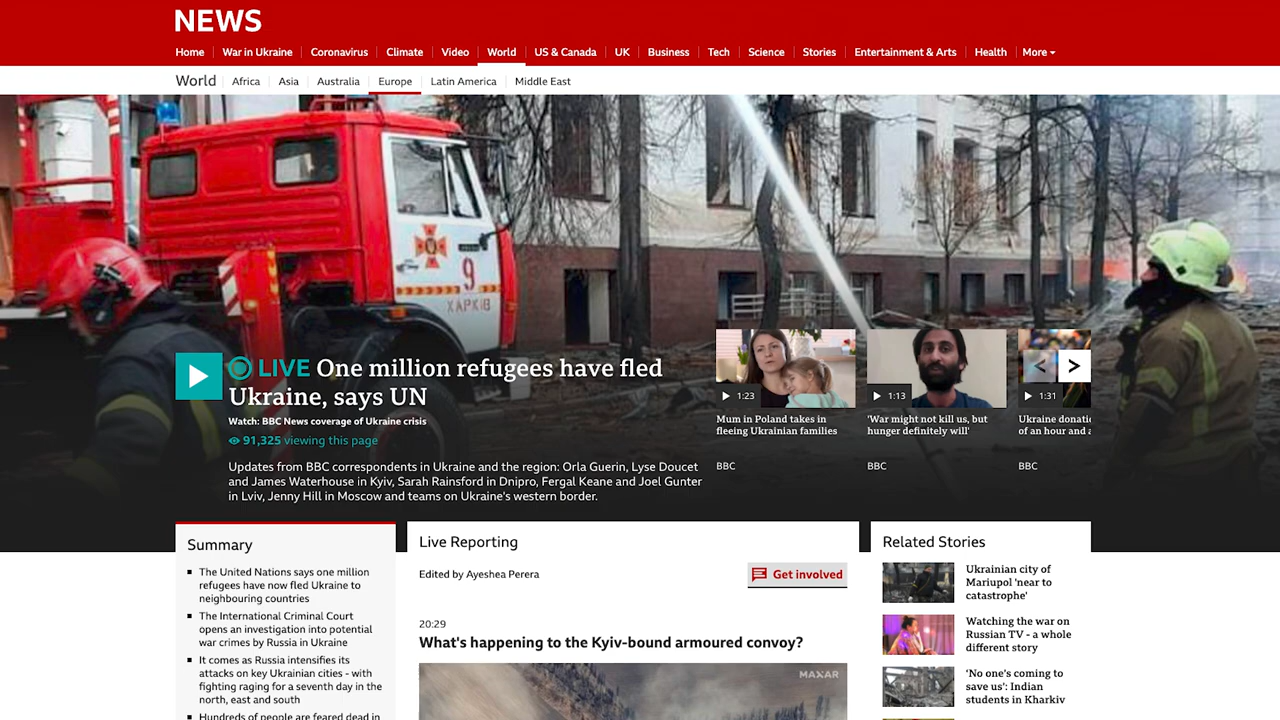 NEWS
Home War in Ukraine Coronavirus Climate Video World US & Canada UK Business Tech Science Stories Entertainment & Arts Health More
World Africa Asia Australia Europe Latin America Middle East
9
ХАРКІВ
LIVE One million refugees have fled
Ukraine, says UN
Watch: BBC News coverage of Ukraine crisis
91,325 viewing this page
Updates from BBC correspondents in Ukraine and the region: Orla Guerin, Lyse Doucet
and James Waterhouse in Kyiv, Sarah Rainsford in Dnipro, Fergal Keane and Joel Gunter
in Lviv, Jenny Hill in Moscow and teams on Ukraine's western border.
1:23
Mum in Poland takes in
fleeing Ukrainian families
BBC
1:13
'War might not kill us, but
hunger definitely will'
BBC
< >
1:31
Ukraine
of an hour and
BBC
Summary
The United Nations says one million
refugees have now fled Ukraine to
neighbouring countries
The International Criminal Court
opens an investigation into potential
war crimes by Russia in Ukraine
It comes as Russia intensifies its
attacks on key Ukrainian cities - with
fighting raging for a seventh day in the
north, east and south
Hundreds of people are feared dead in
Live Reporting
Edited by Ayeshea Perera
Get involved
20:29
What's happening to the Kyiv-bound armoured convoy?
MAXAR
Related Stories
Ukrainian city of
Mariupol 'near to
catastrophe'
Watching the war on
Russian TV - a whole
different story
'No one's coming to
save us': Indian
students in Kharkiv